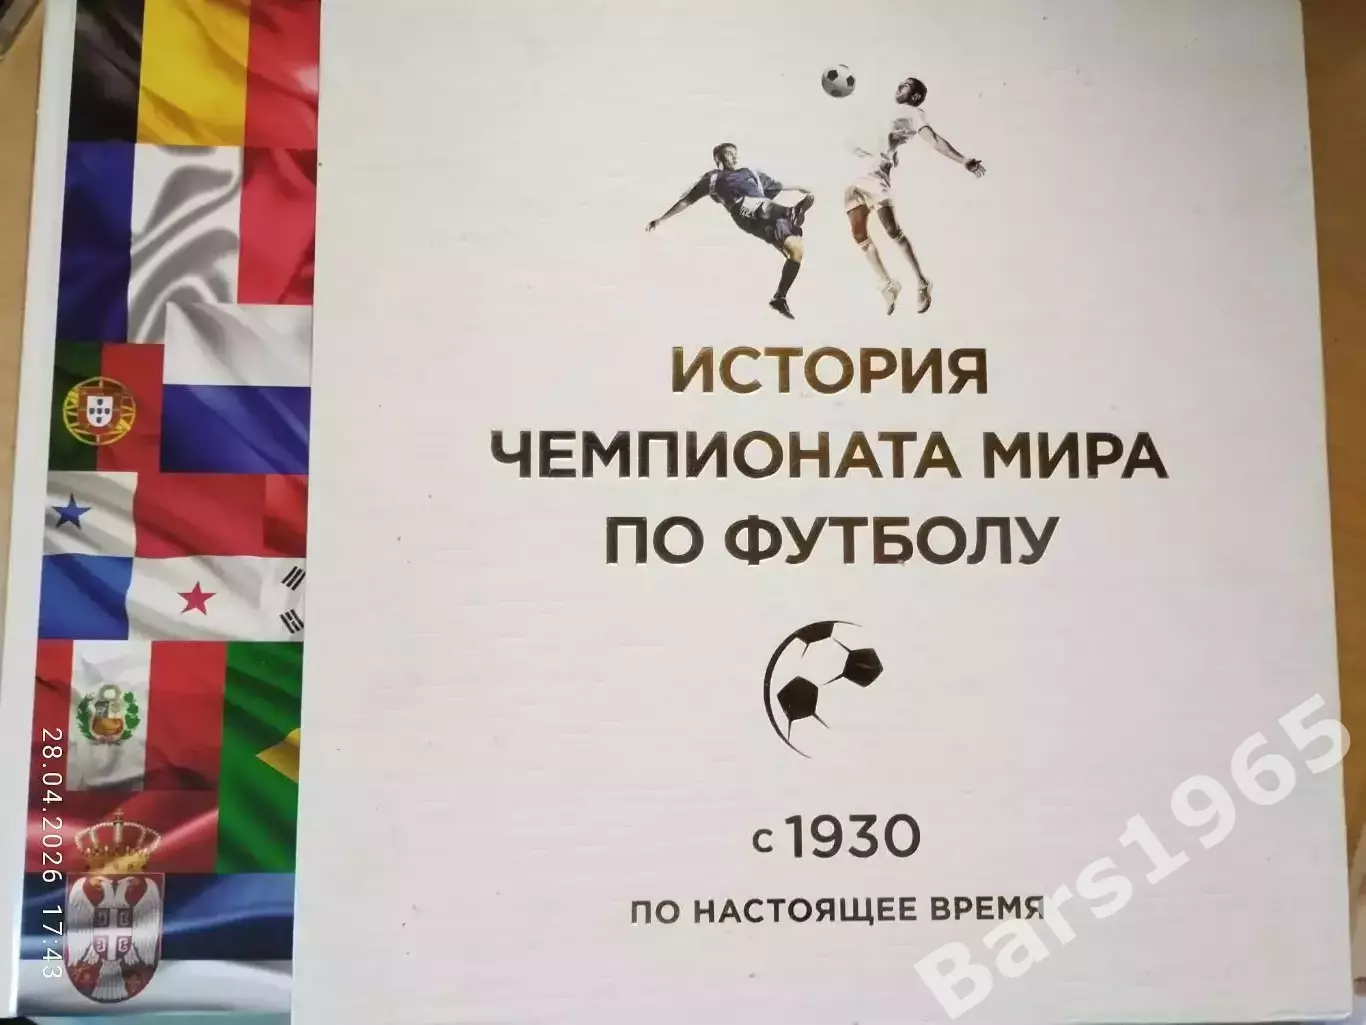 ИСТОРИЯ
ЧЕМПИОНАТА МИРА
ПО ФУТБОЛУ
с 1930
ПО НАСТОЯЩЕЕ ВРЕМЯ
28.04.2026 17:43
Bars1965